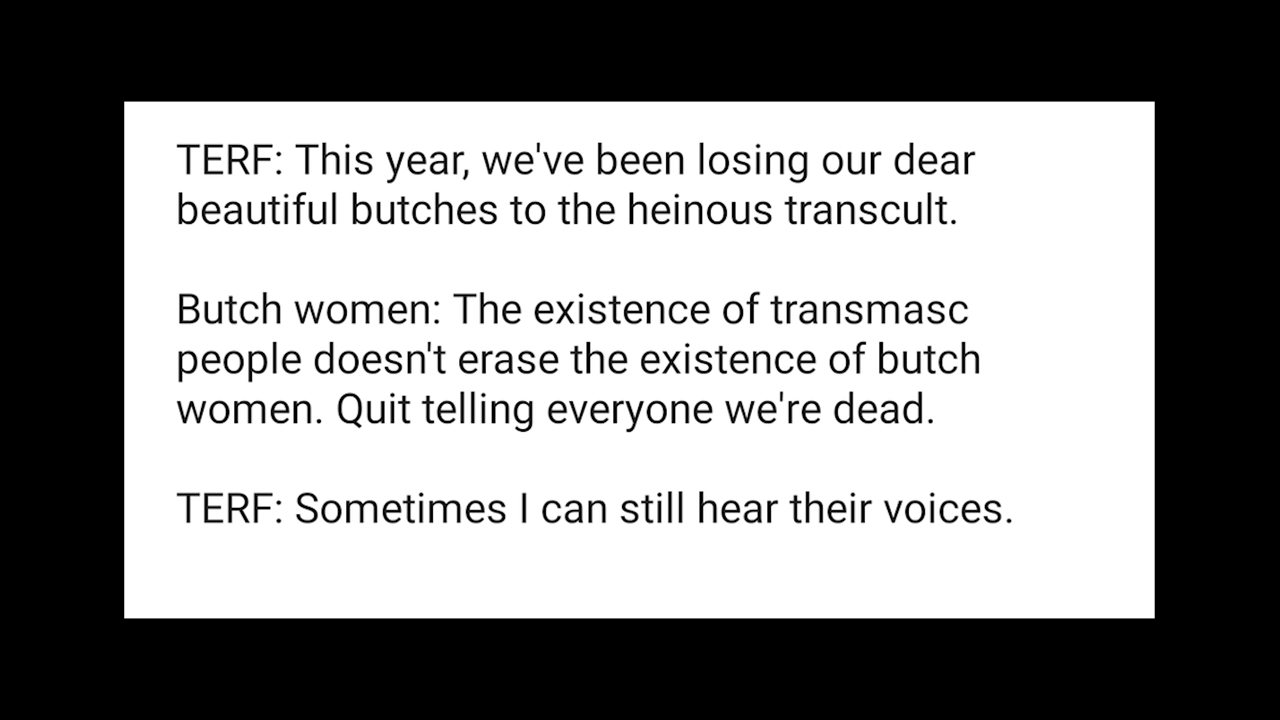 TERF: This year, we've been losing our dear
beautiful butches to the heinous transcult.
Butch women: The existence of transmasc
people doesn't erase the existence of butch
women. Quit telling everyone we're dead.
TERF: Sometimes I can still hear their voices.